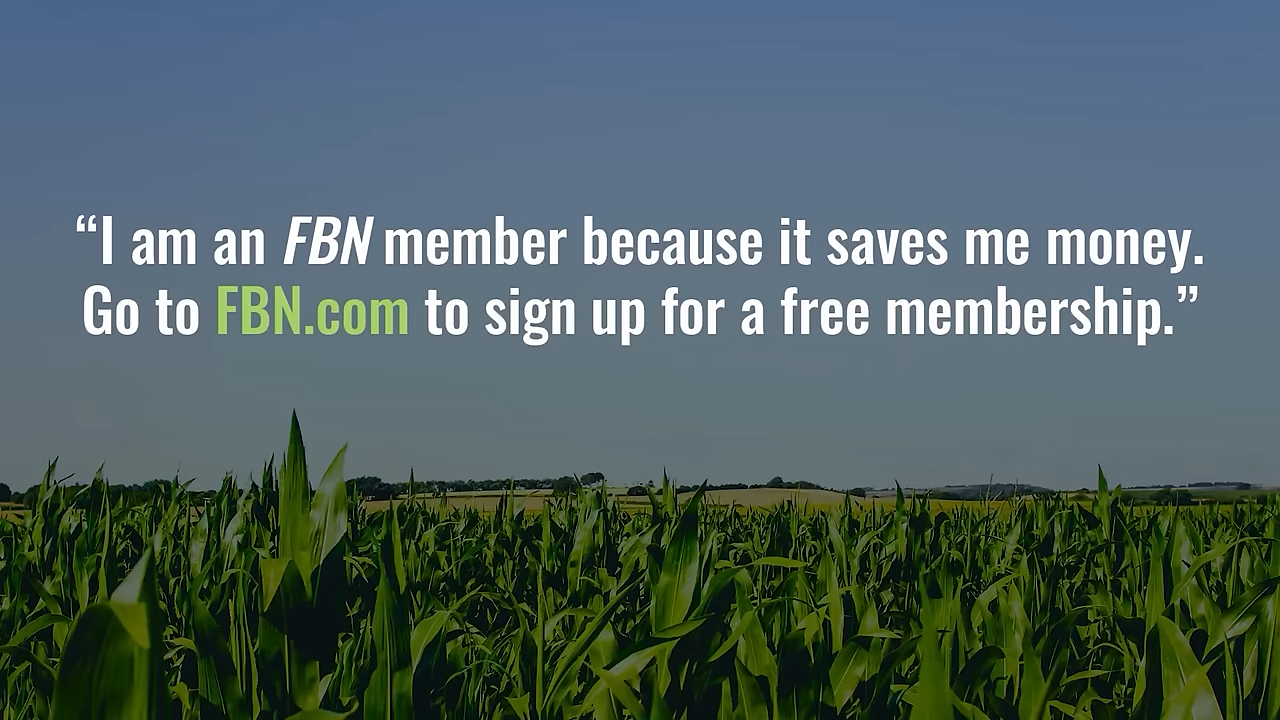 “I am an FBN member because it saves me money.
Go to FBN.com to sign up for a free membership.”